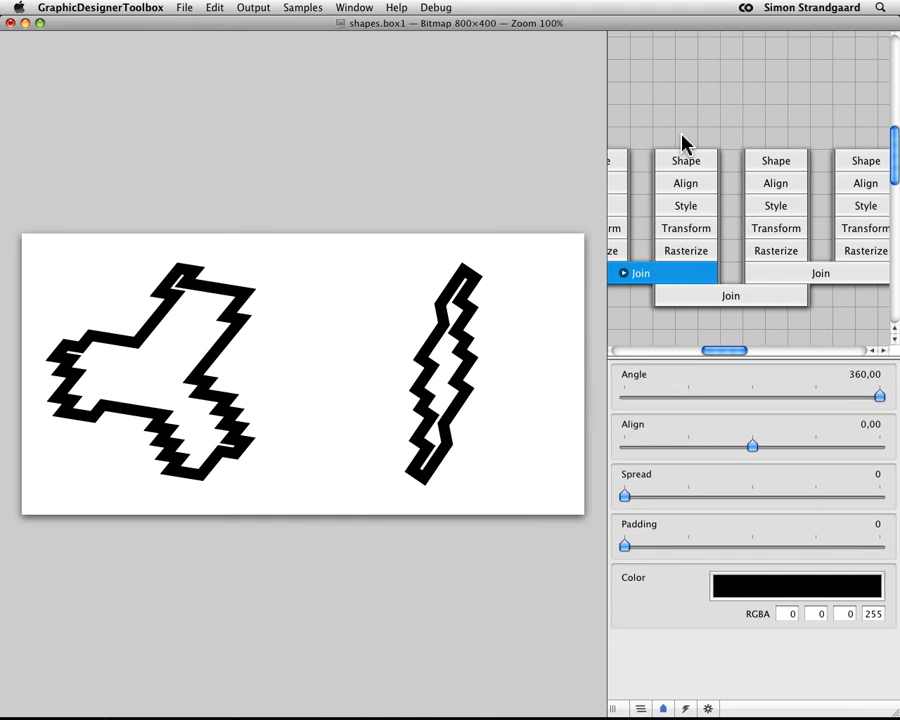 GraphicDesignerToolbox File Edit Output Samples Window Help Debug Simon Strandgaard
shapes.box1 — Bitmap 800×400 — Zoom 100%
e Shape Shape Shape
Align Align Align
Style Style Style
rm Transform Transform Transform
ze Rasterize Rasterize Rasterize
Join Join
Join
Angle 360,00
Align 0,00
Spread 0
Padding 0
Color
RGBA 0 0 0 255